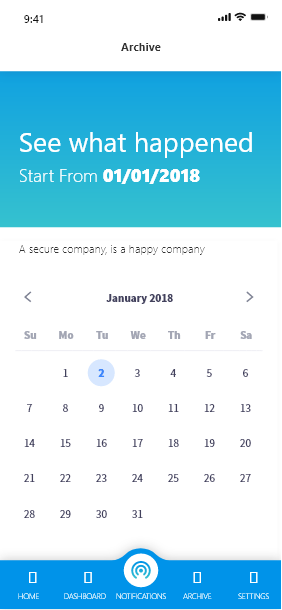 9:41
Archive
See what happened
Start From 01/01/2018
A secure company, is a happy company
January 2018
Su Mo Tu We Th Fr Sa
1 2 3 4 5 6
7 8 9 10 11 12 13
14 15 16 17 18 19 20
21 22 23 24 25 26 27
28 29 30 31
HOME DASHBOARD NOTIFICATIONS ARCHIVE SETTINGS